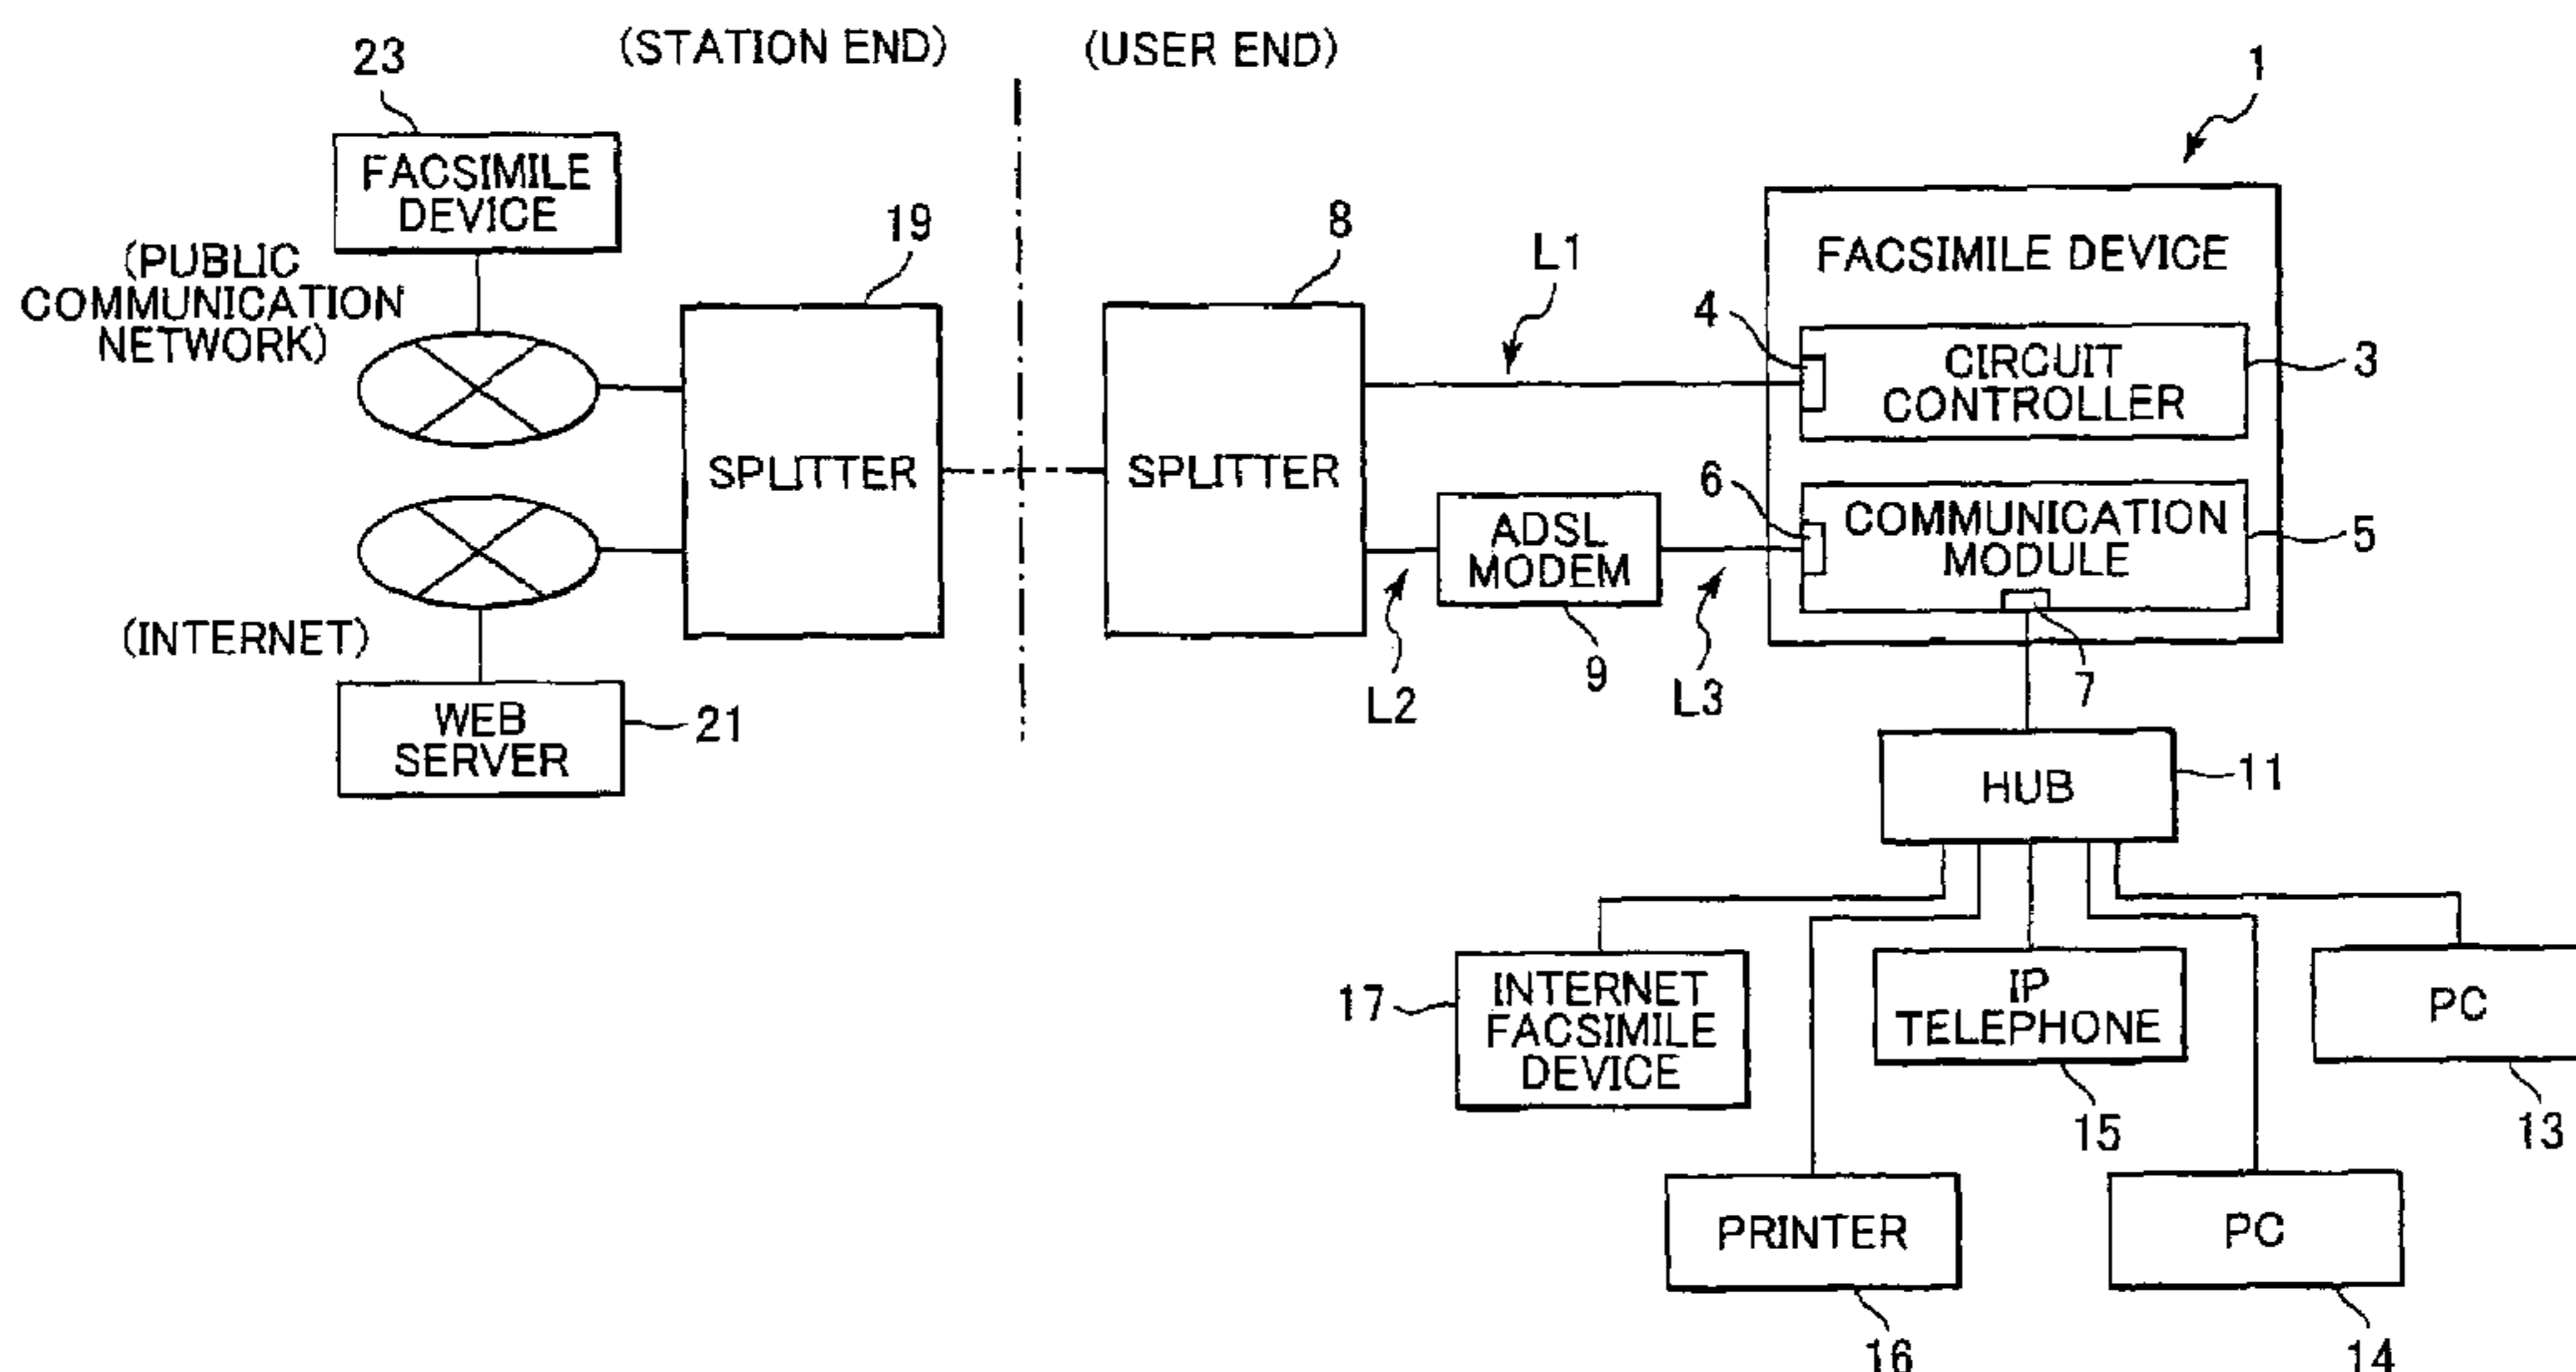 (STATION END)
(USER END)
23
1
FACSIMILE
DEVICE
19
8
L1
FACSIMILE DEVICE
(PUBLIC
COMMUNICATION
NETWORK)
4
CIRCUIT
CONTROLLER
3
SPLITTER
SPLITTER
6
ADSL
MODEM
COMMUNICATION
MODULE
5
(INTERNET)
L2
9
L3
7
WEB
SERVER
21
HUB
11
17
INTERNET
FACSIMILE
DEVICE
IP
TELEPHONE
PC
15
13
PRINTER
PC
16
14